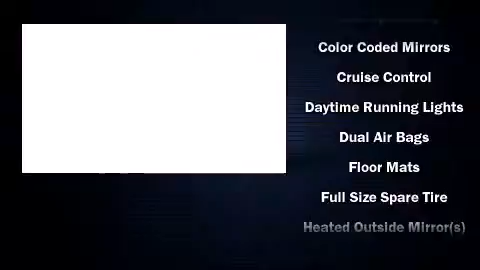 Color Coded Mirrors
Cruise Control
Daytime Running Lights
Dual Air Bags
Floor Mats
Full Size Spare Tire
Heated Outside Mirror(s)